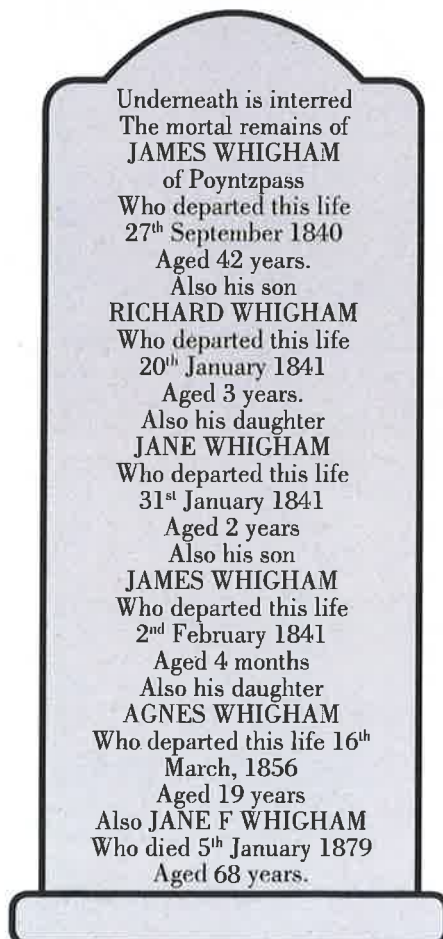 Underneath is interred
The mortal remains of
JAMES WHIGHAM
of Poyntzpass
Who departed this life
27th September 1840
Aged 42 years.
Also his son
RICHARD WHIGHAM
Who departed this life
20th January 1841
Aged 3 years.
Also his daughter
JANE WHIGHAM
Who departed this life
31st January 1841
Aged 2 years
Also his son
JAMES WHIGHAM
Who departed this life
2nd February 1841
Aged 4 months
Also his daughter
AGNES WHIGHAM
Who departed this life 16th
March, 1856
Aged 19 years
Also JANE F WHIGHAM
Who died 5th January 1879
Aged 68 years.